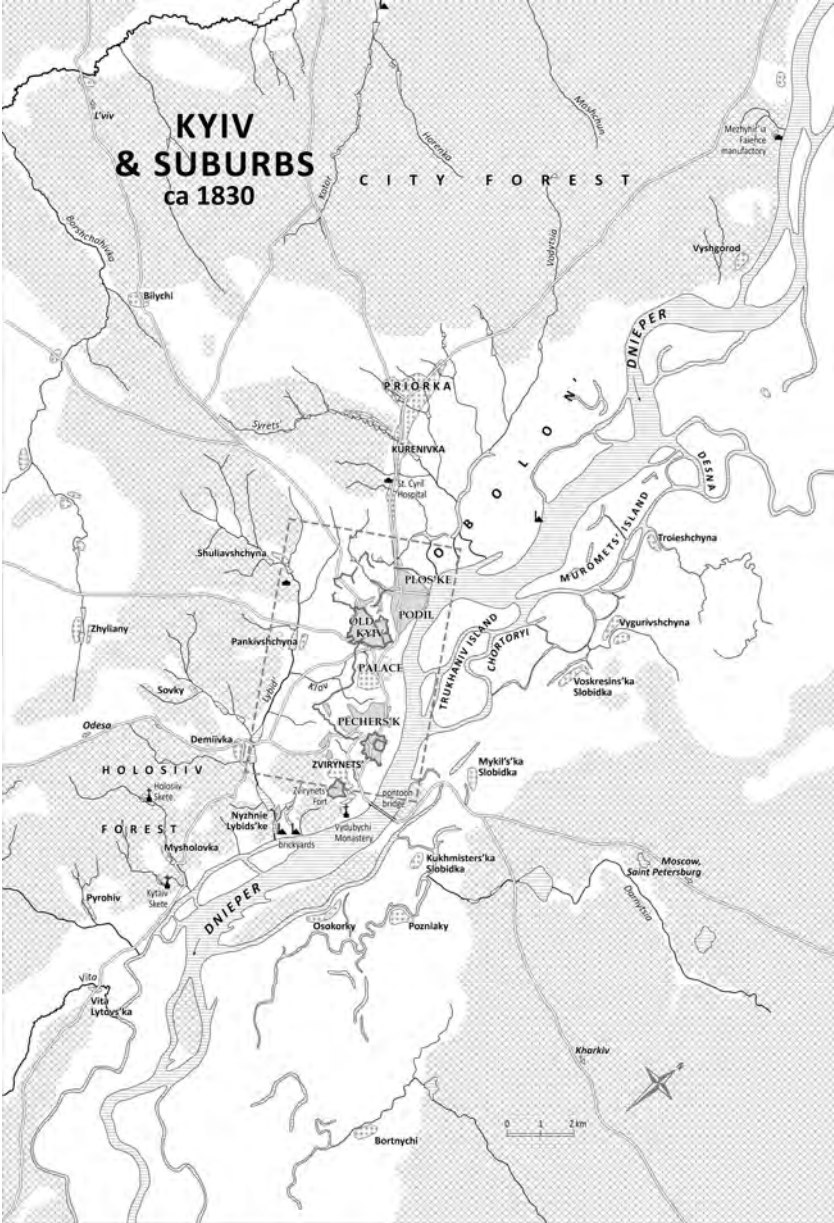 KYIV
& SUBURBS
ca 1830
L'viv
Borshchahivka
Bilychi
Kotor
Horenka
Moshchun
CITY FOREST
Mezhyhir'ia
Faience
manufactory
Vyshgorod
Vodytsia
DNIEPER
PRIORKA
Syrets'
KURENIVKA
St. Cyril
Hospital
OBOLON'
DESNA
MUROMETS' ISLAND
Troieshchyna
Shuliavshchyna
PLOS'KE
PODIL
OLD
KYIV
Zhyliany
Pankivshchyna
PALACE
TRUKHANIV ISLAND
CHORTORYI
Vygurivshchyna
Voskresins'ka
Slobidka
Sovky
Lybid'
Klov
Odesa
Demiivka
PECHERS'K
ZVIRYNETS'
Mykil's'ka
Slobidka
HOLOSIIV
FOREST
Holosiiv
Skete
Zvirynets'
Fort
pontoon
bridge
Nyzhnie
Lybids'ke
brickyards
Vydubychi
Monastery
Mysholovka
Kytaiv
Skete
Pyrohiv
Kukhmisters'ka
Slobidka
Moscow,
Saint Petersburg
Darnytsia
DNIEPER
Osokorky
Pozniaky
Vita
Vita
Lytovs'ka
Kharkiv
N
0 1 2 km
Bortnychi